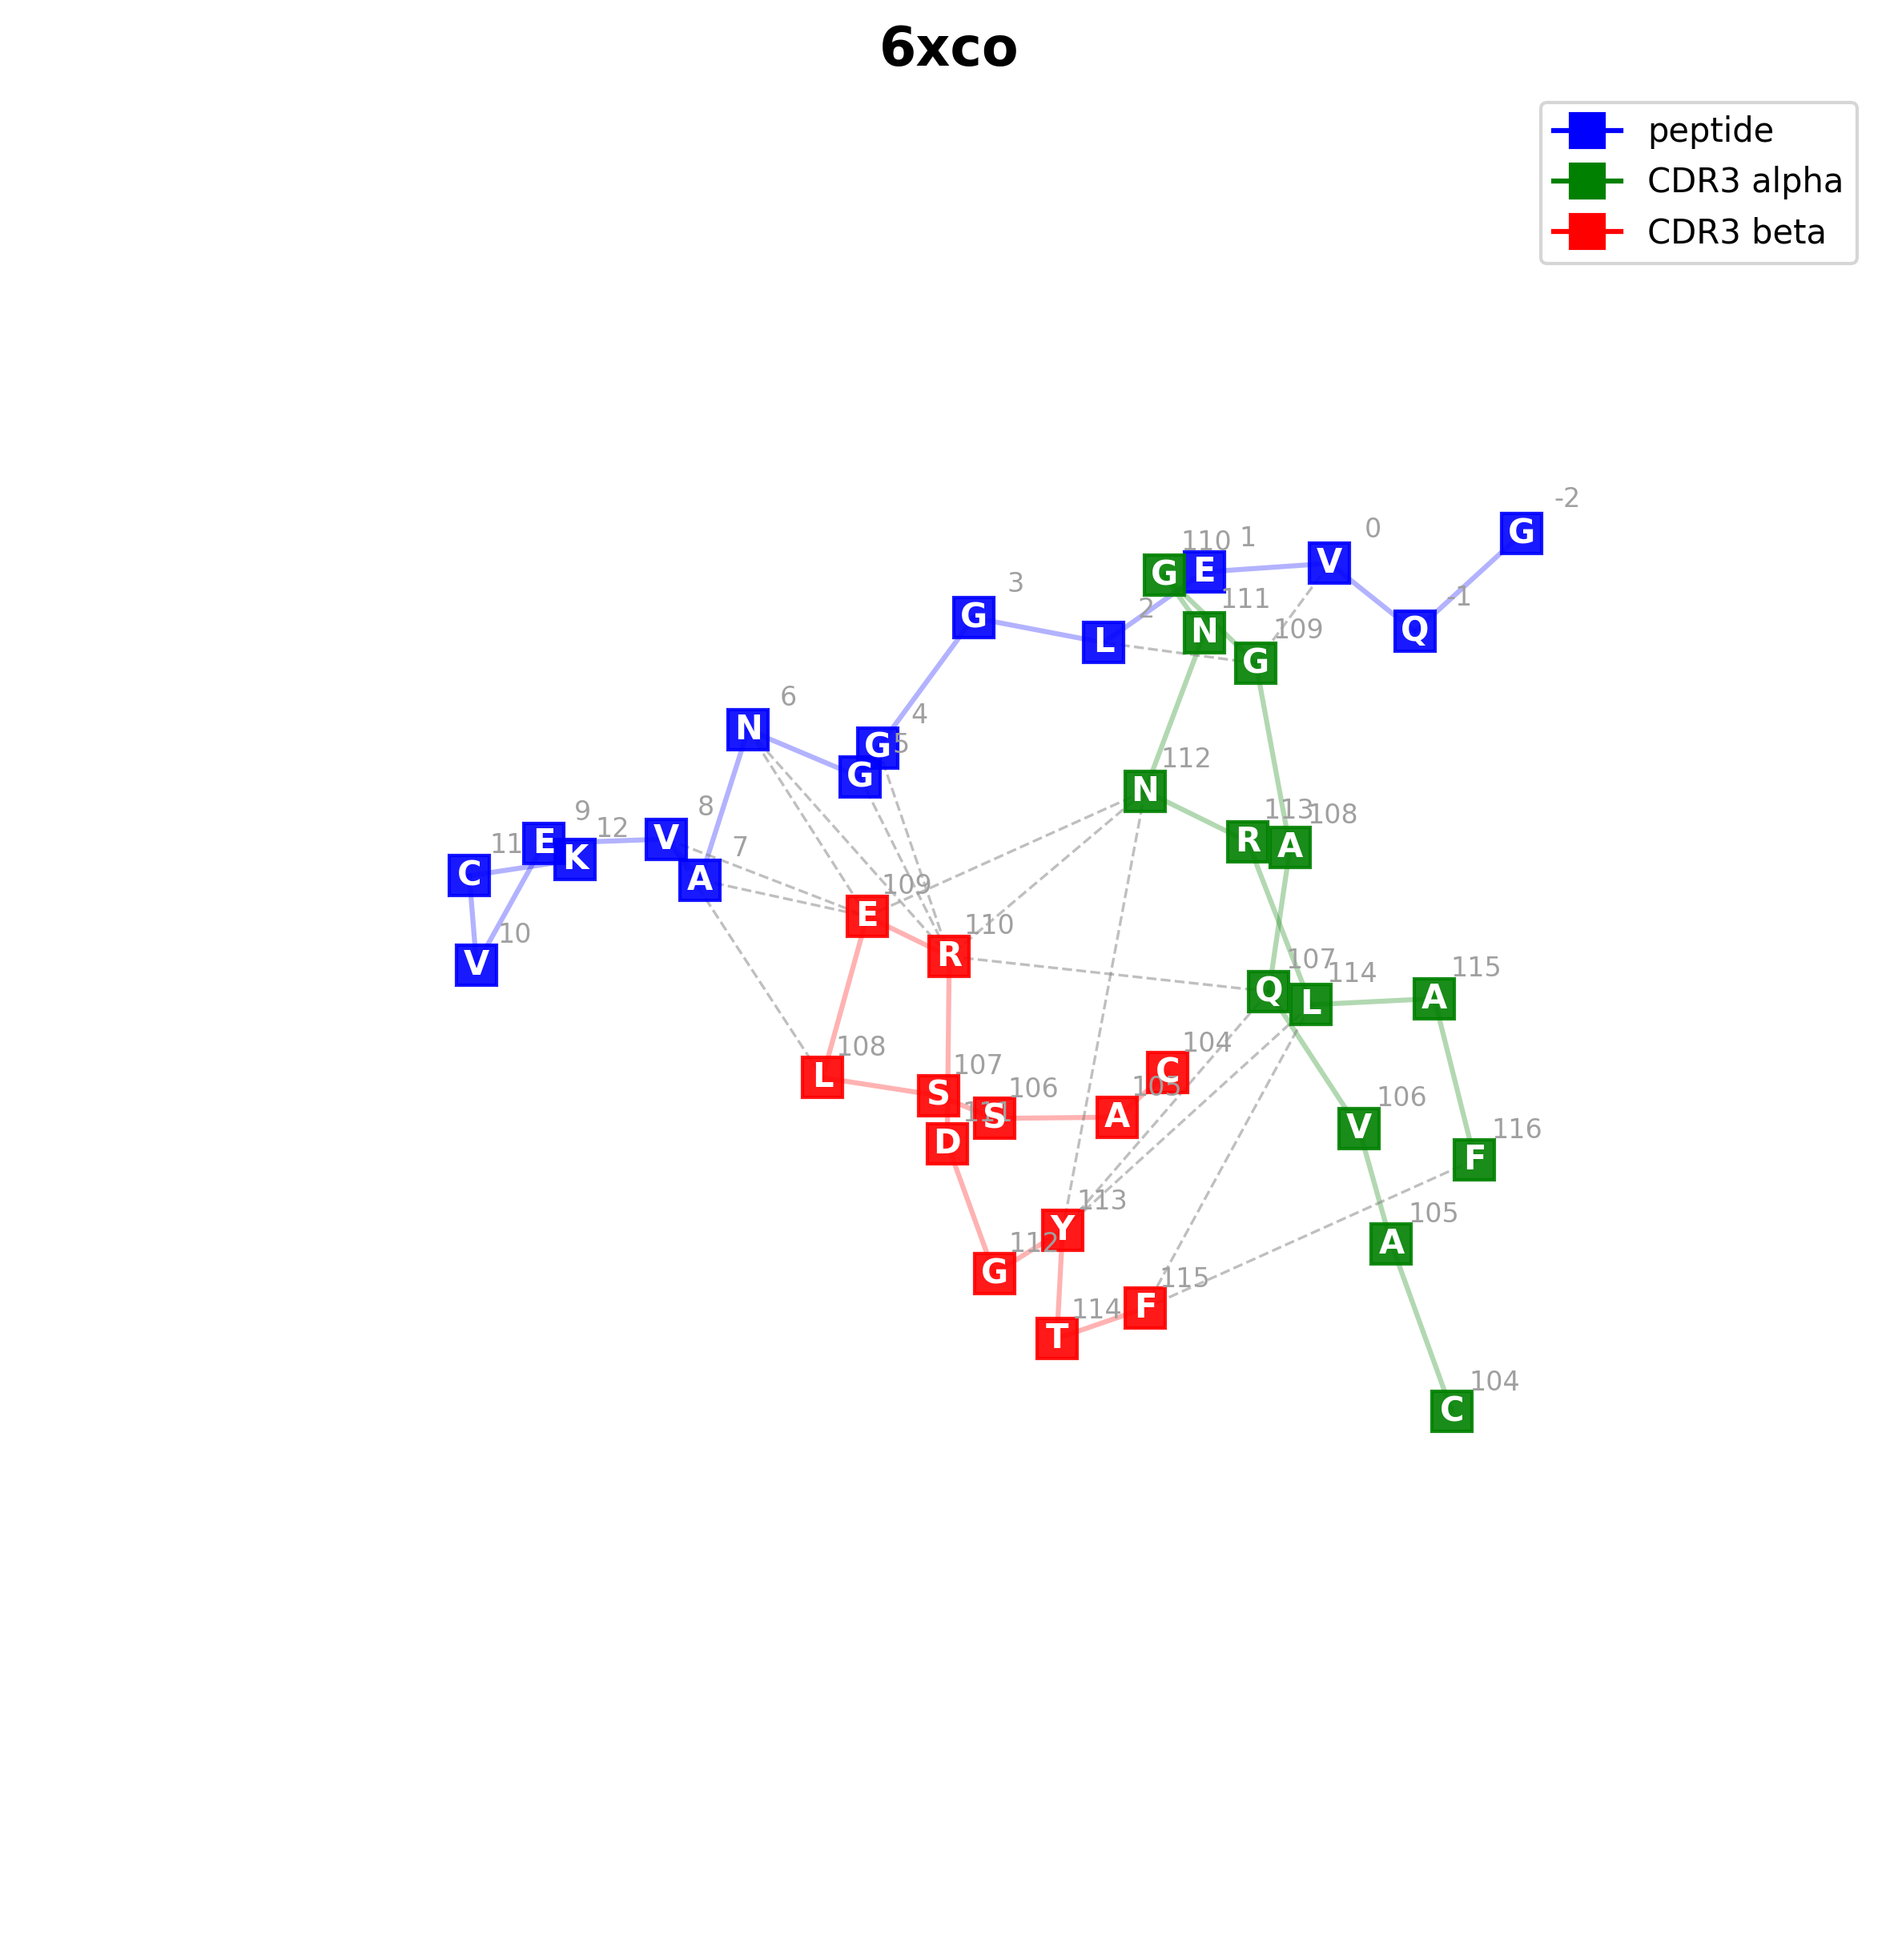 6xco
peptide
CDR3 alpha
CDR3 beta
G -2
Q -1
V 0
E 1
L 2
G 3
G 4
G 5
N 6
A 7
V 8
E 9
V 10
C 11
K 12
C 104
A 105
V 106
Q 107
A 108
G 109
G 110
N 111
N 112
R 113
L 114
A 115
F 116
C 104
A 105
S 106
S 107
L 108
E 109
R 110
D 111
G 112
Y 113
T 114
F 115